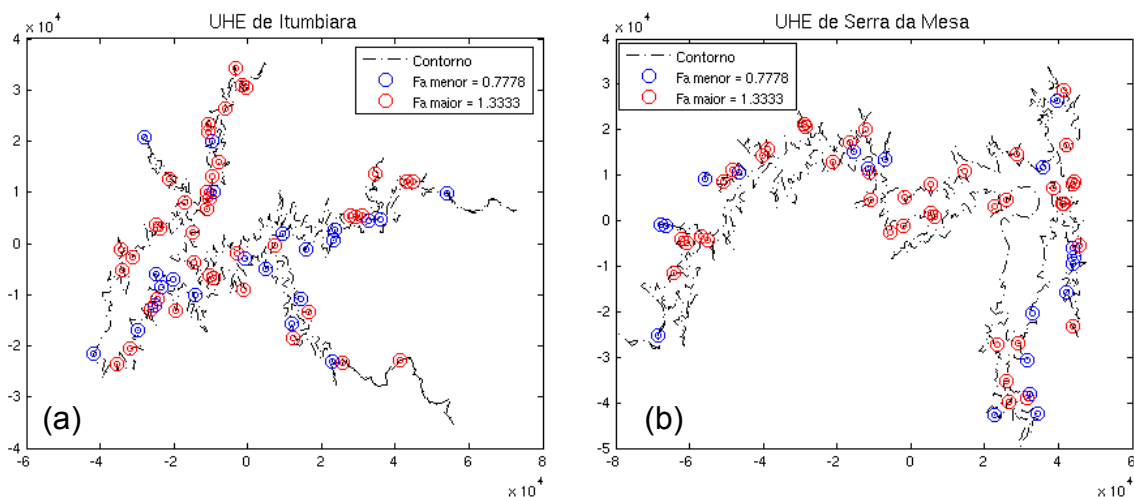 UHE de Itumbiara
x 10^4
4
3
2
1
0
-1
-2
-3
-4
-6 -4 -2 0 2 4 6 8
x 10^4
Contorno
Fa menor = 0.7778
Fa maior = 1.3333
(a)
UHE de Serra da Mesa
x 10^4
4
3
2
1
0
-1
-2
-3
-4
-5
-8 -6 -4 -2 0 2 4 6
x 10^4
Contorno
Fa menor = 0.7778
Fa maior = 1.3333
(b)